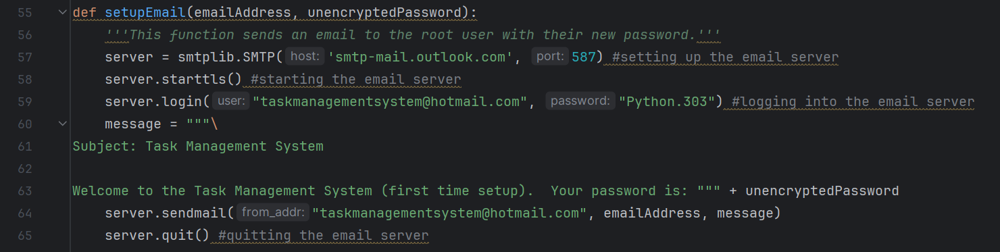 55 def setupEmail(emailAddress, unencryptedPassword):
56 '''This function sends an email to the root user with their new password.'''
57 server = smtplib.SMTP( host: 'smtp-mail.outlook.com', port: 587) #setting up the email server
58 server.starttls() #starting the email server
59 server.login( user: "taskmanagementsystem@hotmail.com", password: "Python.303") #logging into the email server
60 message = """\
61 Subject: Task Management System
62
63 Welcome to the Task Management System (first time setup).  Your password is: """ + unencryptedPassword
64 server.sendmail( from_addr: "taskmanagementsystem@hotmail.com", emailAddress, message)
65 server.quit() #quitting the email server